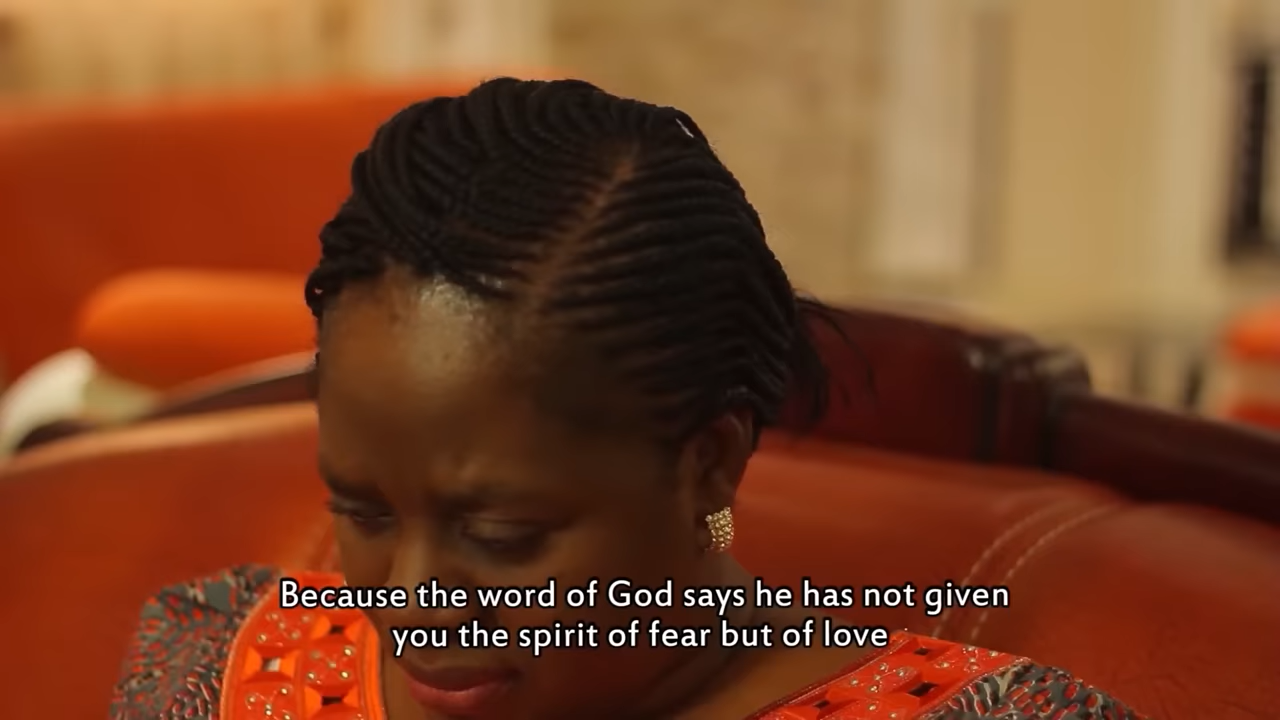 Because the word of God says he has not given
you the spirit of fear but of love